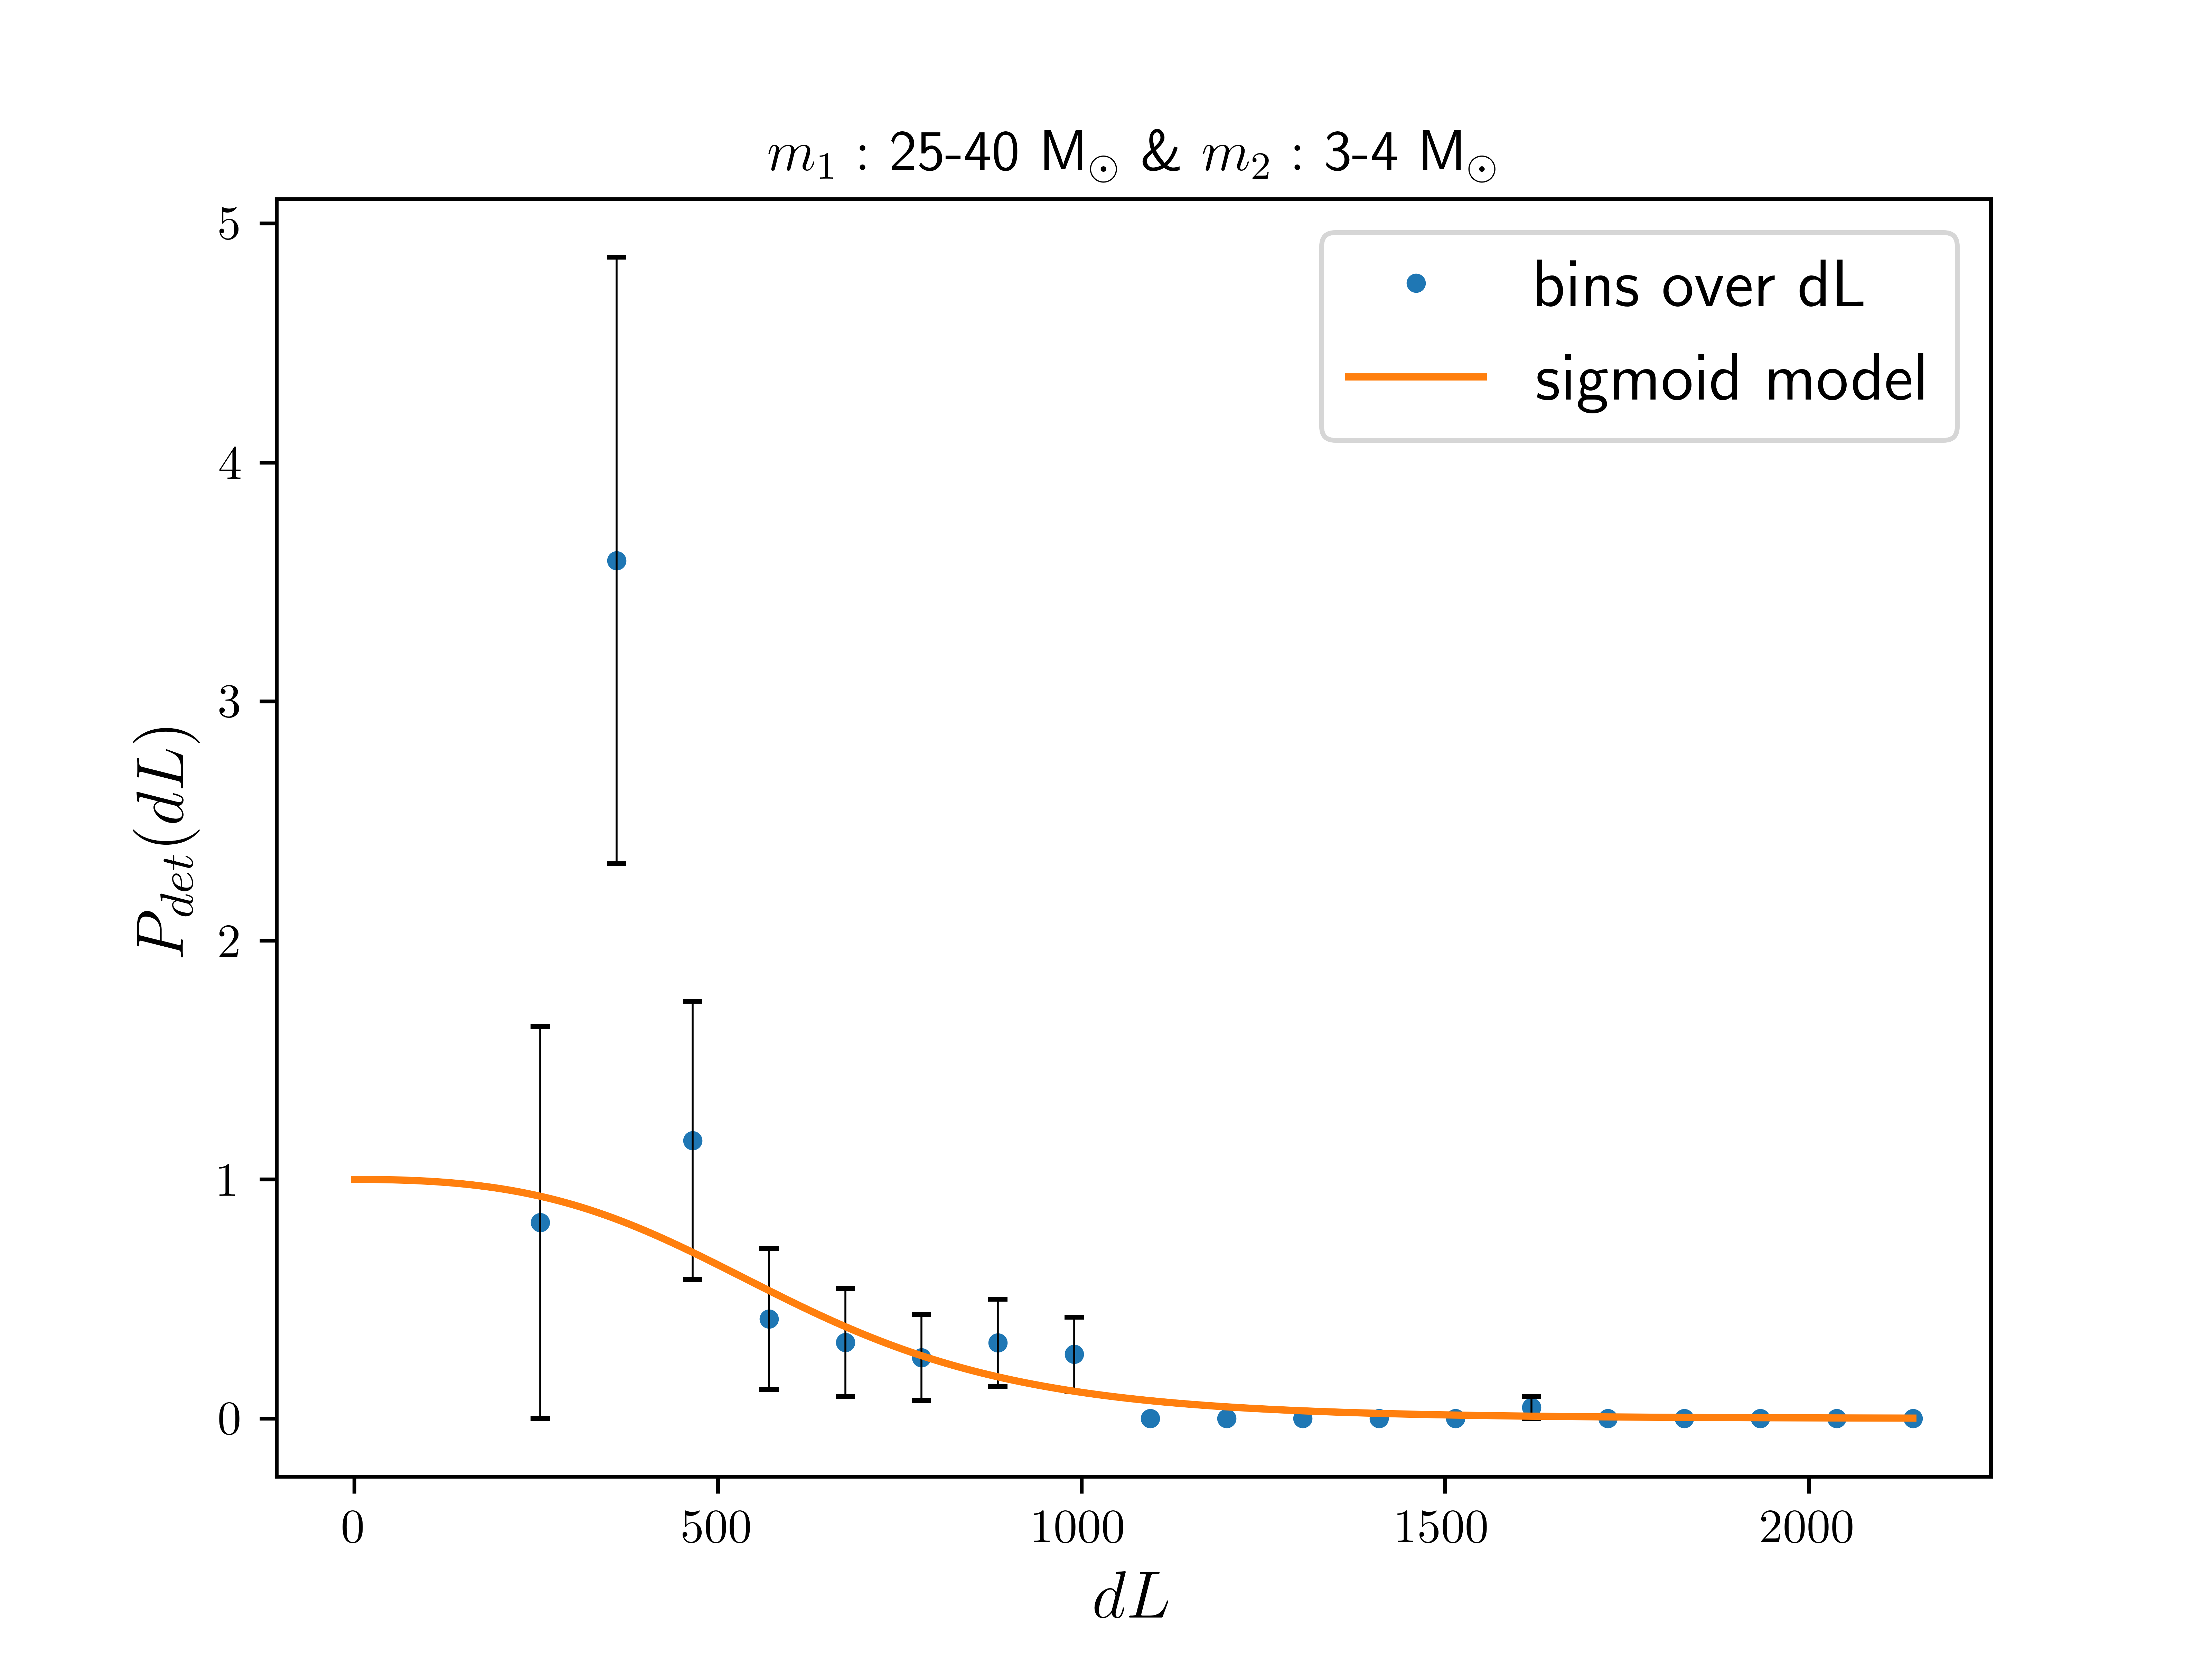 m₁ : 25-40 M⊙ & m₂ : 3-4 M⊙
bins over dL
sigmoid model
5
4
3
2
1
0
P_det(dL)
0 500 1000 1500 2000
dL